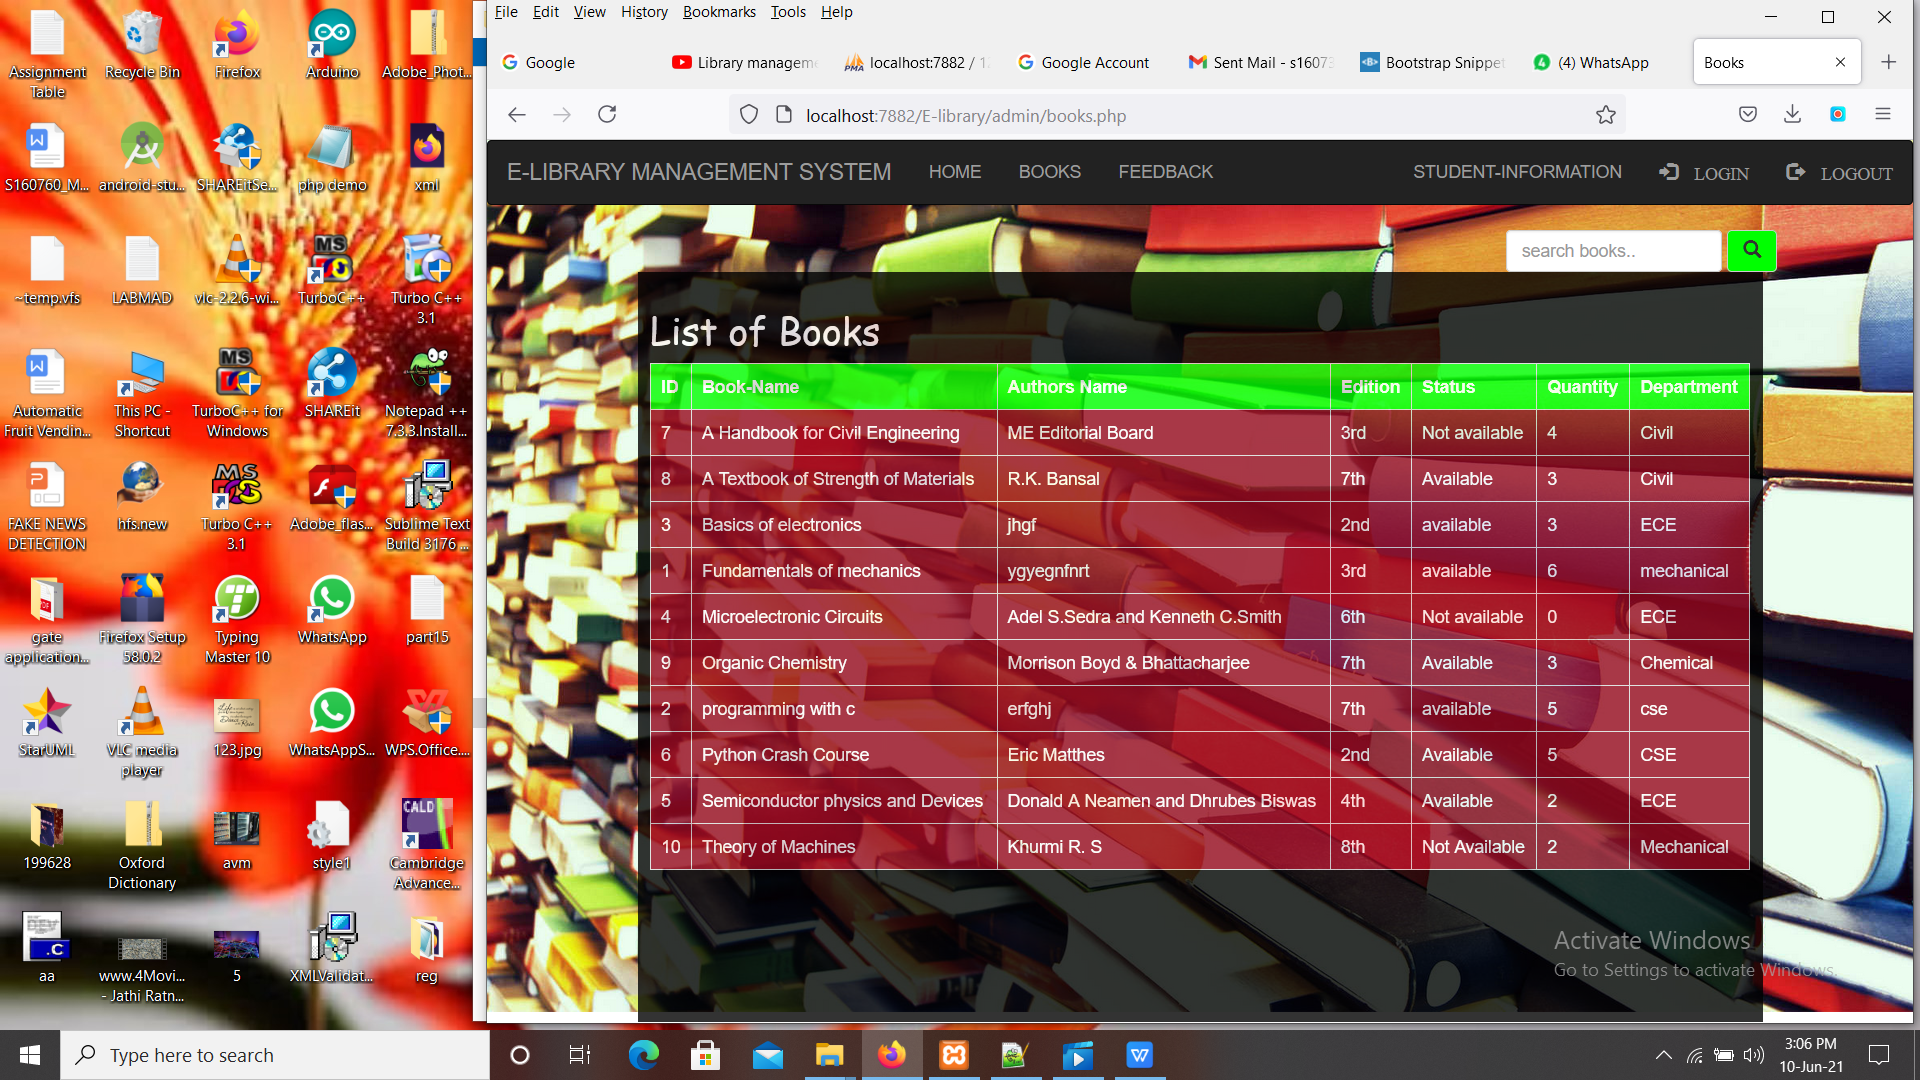 Assignment Table
Recycle Bin
Firefox
Arduino
Adobe_Phot...
S160760_M...
android-stu...
SHAREitSe...
php demo
xml
~temp.vfs
LABMAD
vlc-2.2.6-wi...
TurboC++
Turbo C++ 3.1
Automatic Fruit Vendin...
This PC - Shortcut
TurboC++ for Windows
SHAREit
Notepad ++ 7.3.3.Install...
FAKE NEWS DETECTION
hfs.new
Turbo C++ 3.1
Adobe_flas...
Sublime Text Build 3176 ...
gate application...
Firefox Setup 58.0.2
Typing Master 10
WhatsApp
part15
StarUML
VLC media player
123.jpg
WhatsAppS...
WPS.Office....
199628
Oxford Dictionary
avm
style1
CALD
Cambridge Advance...
.C
aa
www.4Movi... - Jathi Ratn...
5
XMLValidat...
reg
File Edit View History Bookmarks Tools Help
Google
Library managem
localhost:7882 / 1
Google Account
Sent Mail - s1607
Bootstrap Snippet
(4) WhatsApp
Books
localhost:7882/E-library/admin/books.php
E-LIBRARY MANAGEMENT SYSTEM HOME BOOKS FEEDBACK STUDENT-INFORMATION LOGIN LOGOUT
search books..
List of Books
ID Book-Name Authors Name Edition Status Quantity Department
7 A Handbook for Civil Engineering ME Editorial Board 3rd Not available 4 Civil
8 A Textbook of Strength of Materials R.K. Bansal 7th Available 3 Civil
3 Basics of electronics jhgf 2nd available 3 ECE
1 Fundamentals of mechanics ygyegnfnrt 3rd available 6 mechanical
4 Microelectronic Circuits Adel S.Sedra and Kenneth C.Smith 6th Not available 0 ECE
9 Organic Chemistry Morrison Boyd & Bhattacharjee 7th Available 3 Chemical
2 programming with c erfghj 7th available 5 cse
6 Python Crash Course Eric Matthes 2nd Available 5 CSE
5 Semiconductor physics and Devices Donald A Neamen and Dhrubes Biswas 4th Available 2 ECE
10 Theory of Machines Khurmi R. S 8th Not Available 2 Mechanical
Activate Windows
Go to Settings to activate Windows.
Type here to search
3:06 PM
10-Jun-21